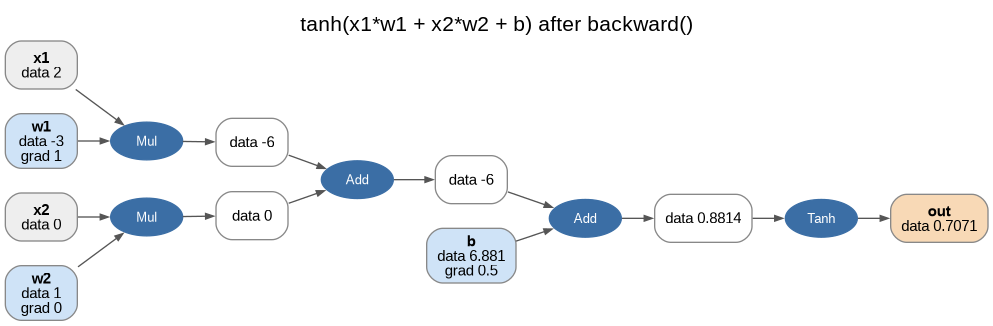 tanh(x1*w1 + x2*w2 + b) after backward()
x1
data 2
w1
data -3
grad 1
Mul
data -6
x2
data 0
Mul
data 0
w2
data 1
grad 0
Add
data -6
b
data 6.881
grad 0.5
Add
data 0.8814
Tanh
out
data 0.7071